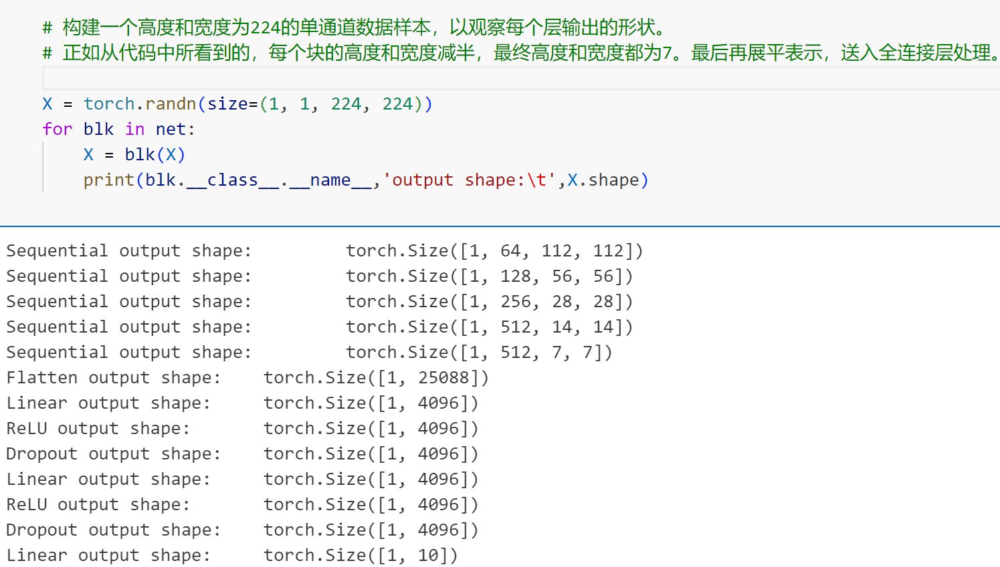 # 构建一个高度和宽度为224的单通道数据样本，以观察每个层输出的形状。
# 正如从代码中所看到的，每个块的高度和宽度减半，最终高度和宽度都为7。最后再展平表示，送入全连接层处理。
X = torch.randn(size=(1, 1, 224, 224))
for blk in net:
    X = blk(X)
    print(blk.__class__.__name__,'output shape:\t',X.shape)
Sequential output shape:         torch.Size([1, 64, 112, 112])
Sequential output shape:         torch.Size([1, 128, 56, 56])
Sequential output shape:         torch.Size([1, 256, 28, 28])
Sequential output shape:         torch.Size([1, 512, 14, 14])
Sequential output shape:         torch.Size([1, 512, 7, 7])
Flatten output shape:    torch.Size([1, 25088])
Linear output shape:     torch.Size([1, 4096])
ReLU output shape:       torch.Size([1, 4096])
Dropout output shape:    torch.Size([1, 4096])
Linear output shape:     torch.Size([1, 4096])
ReLU output shape:       torch.Size([1, 4096])
Dropout output shape:    torch.Size([1, 4096])
Linear output shape:     torch.Size([1, 10])